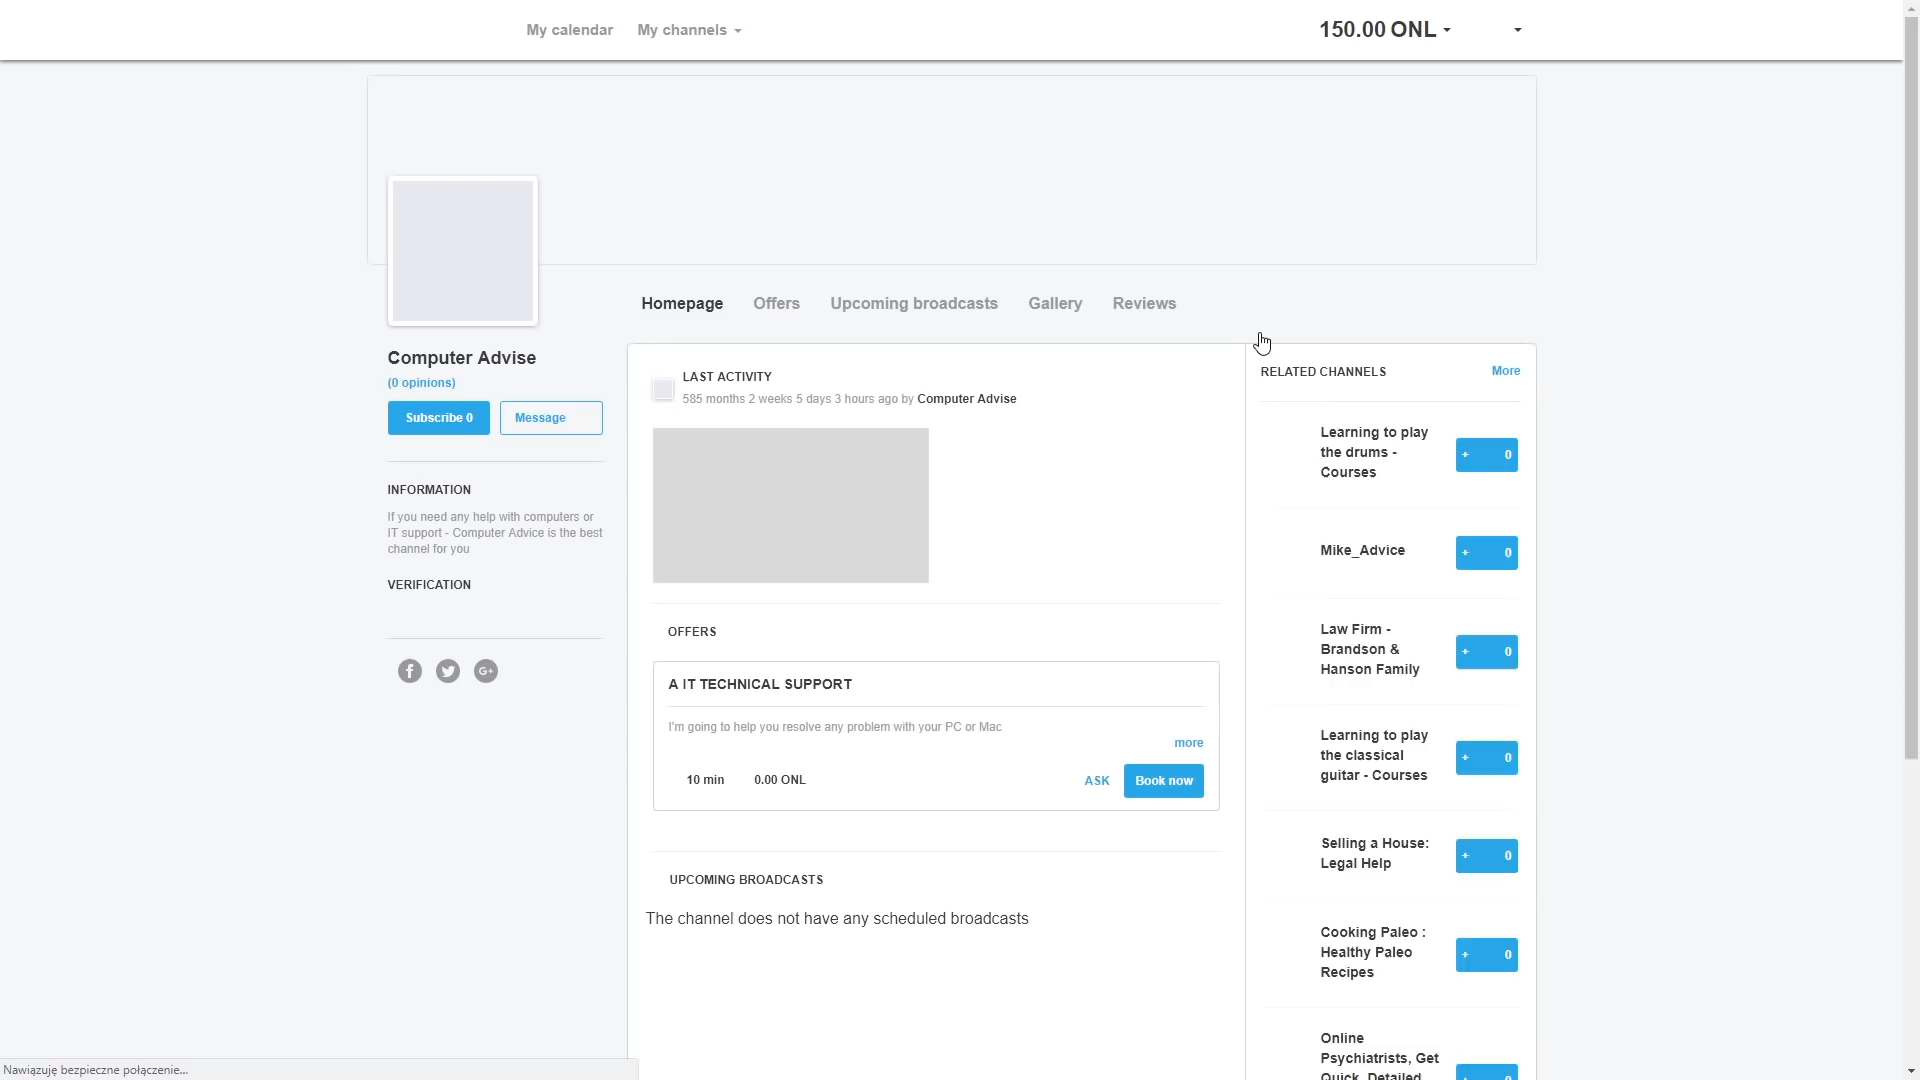 My calendar
My channels
150.00 ONL
Homepage
Offers
Upcoming broadcasts
Gallery
Reviews
Computer Advise
(0 opinions)
Subscribe 0
Message
INFORMATION
If you need any help with computers or
IT support - Computer Advice is the best
channel for you
VERIFICATION
LAST ACTIVITY
585 months 2 weeks 5 days 3 hours ago by Computer Advise
OFFERS
A IT TECHNICAL SUPPORT
I'm going to help you resolve any problem with your PC or Mac
more
10 min
0.00 ONL
ASK
Book now
UPCOMING BROADCASTS
The channel does not have any scheduled broadcasts
RELATED CHANNELS
More
Learning to play
the drums -
Courses
+ 0
Mike_Advice
+ 0
Law Firm -
Brandson &
Hanson Family
+ 0
Learning to play
the classical
guitar - Courses
+ 0
Selling a House:
Legal Help
+ 0
Cooking Paleo :
Healthy Paleo
Recipes
+ 0
Online
Psychiatrists, Get
Quick, Detailed
+ 0
Nawiązuję bezpieczne połączenie...